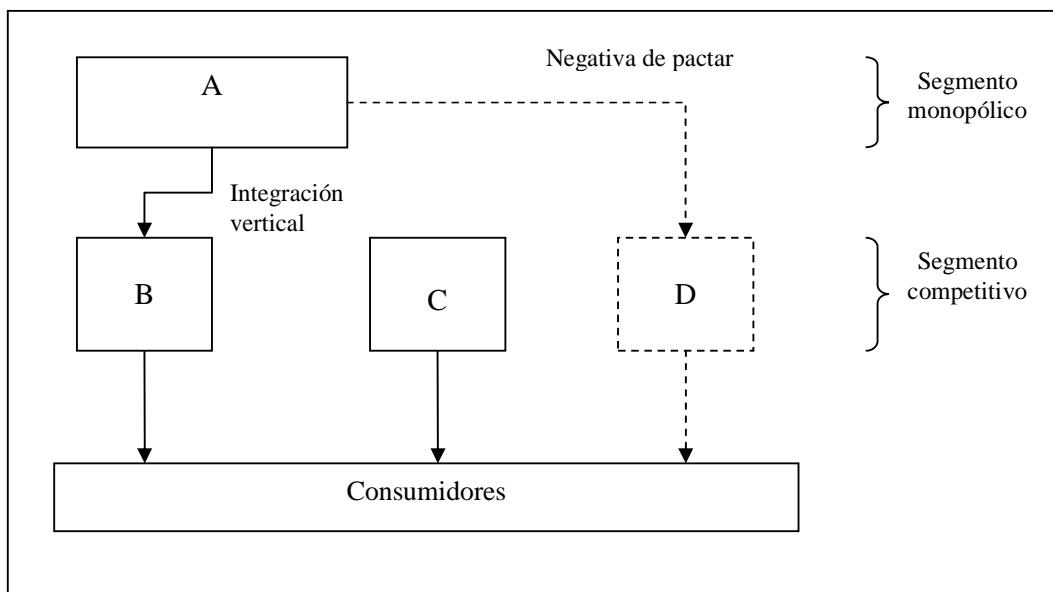 Negativa de pactar
A
Segmento
monopólico
Integración
vertical
B
C
D
Segmento
competitivo
Consumidores